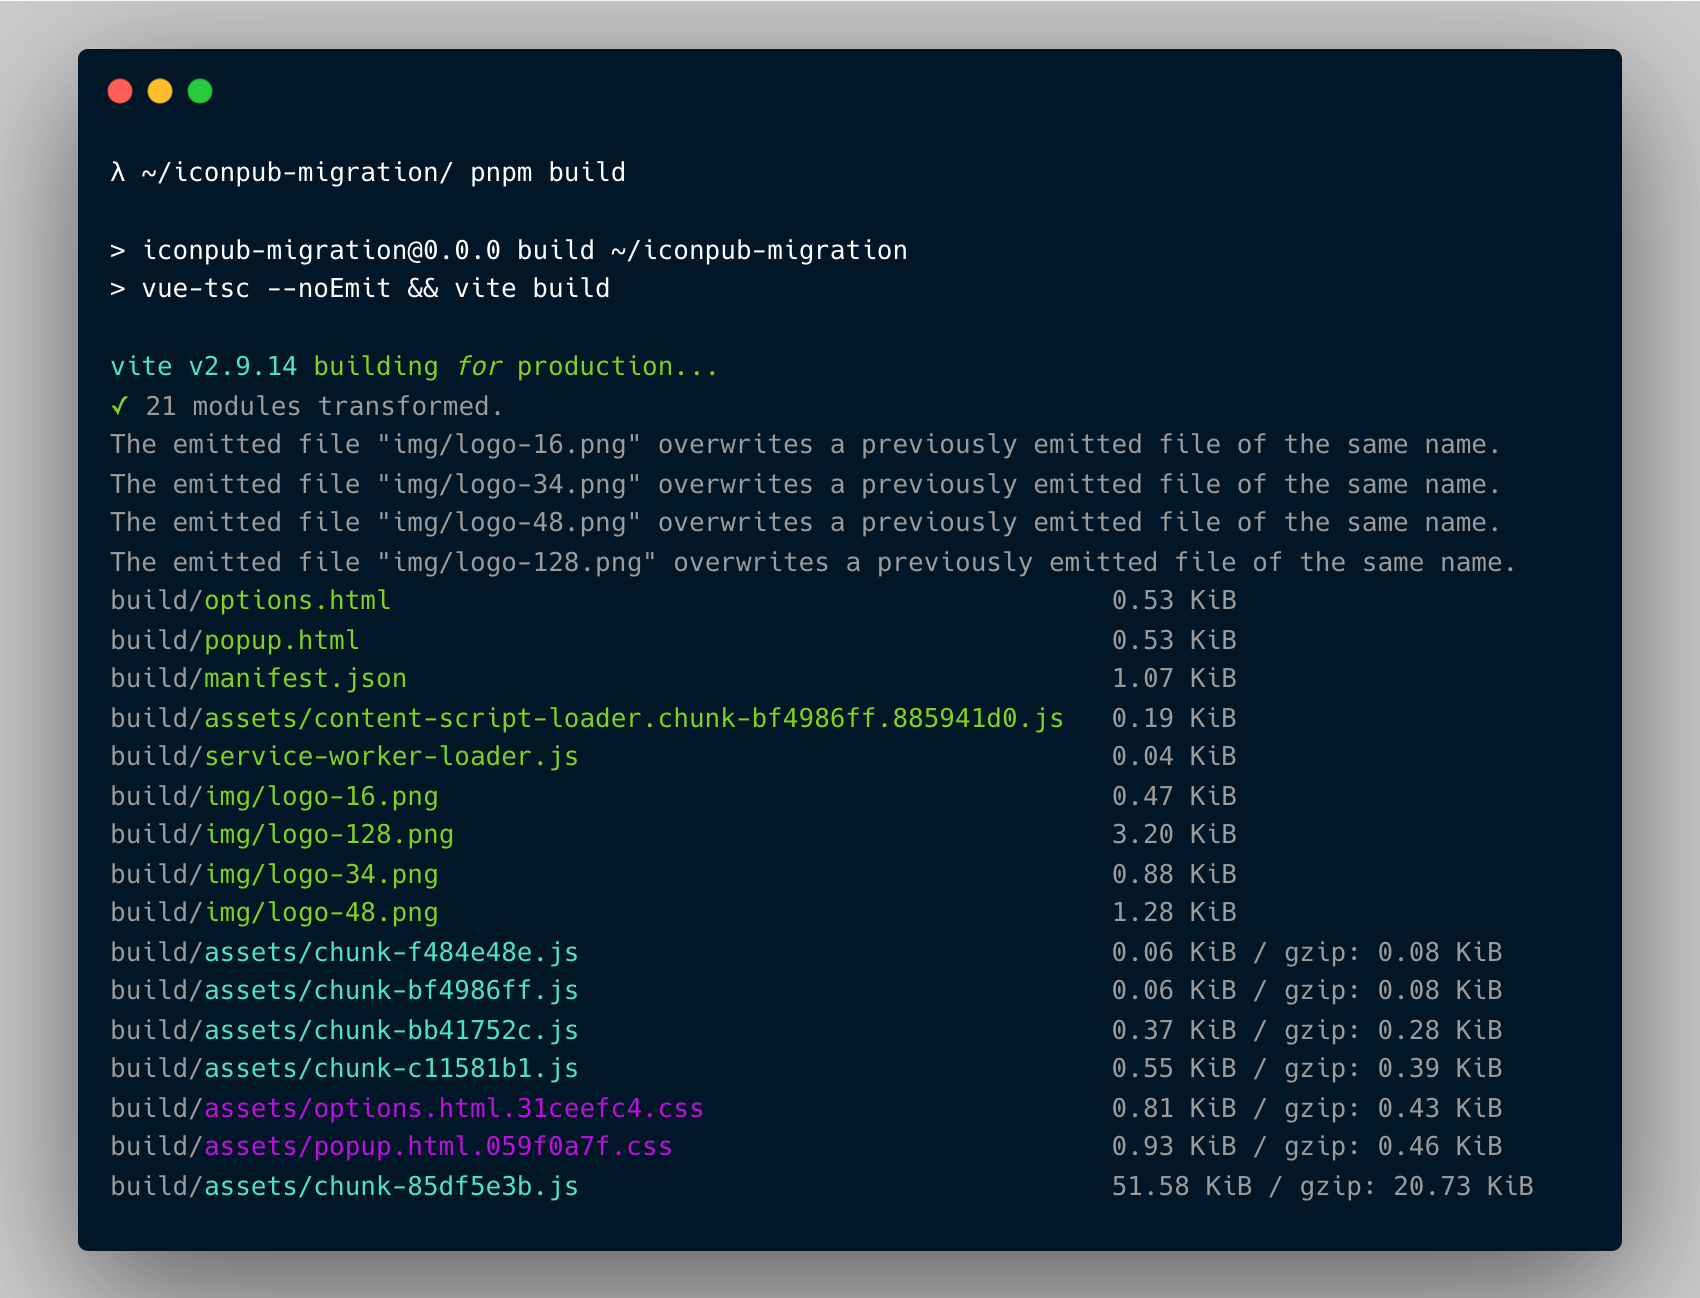 λ ~/iconpub-migration/ pnpm build
> iconpub-migration@0.0.0 build ~/iconpub-migration
> vue-tsc --noEmit && vite build
vite v2.9.14 building for production...
✓ 21 modules transformed.
The emitted file "img/logo-16.png" overwrites a previously emitted file of the same name.
The emitted file "img/logo-34.png" overwrites a previously emitted file of the same name.
The emitted file "img/logo-48.png" overwrites a previously emitted file of the same name.
The emitted file "img/logo-128.png" overwrites a previously emitted file of the same name.
build/options.html 0.53 KiB
build/popup.html 0.53 KiB
build/manifest.json 1.07 KiB
build/assets/content-script-loader.chunk-bf4986ff.885941d0.js 0.19 KiB
build/service-worker-loader.js 0.04 KiB
build/img/logo-16.png 0.47 KiB
build/img/logo-128.png 3.20 KiB
build/img/logo-34.png 0.88 KiB
build/img/logo-48.png 1.28 KiB
build/assets/chunk-f484e48e.js 0.06 KiB / gzip: 0.08 KiB
build/assets/chunk-bf4986ff.js 0.06 KiB / gzip: 0.08 KiB
build/assets/chunk-bb41752c.js 0.37 KiB / gzip: 0.28 KiB
build/assets/chunk-c11581b1.js 0.55 KiB / gzip: 0.39 KiB
build/assets/options.html.31ceefc4.css 0.81 KiB / gzip: 0.43 KiB
build/assets/popup.html.059f0a7f.css 0.93 KiB / gzip: 0.46 KiB
build/assets/chunk-85df5e3b.js 51.58 KiB / gzip: 20.73 KiB